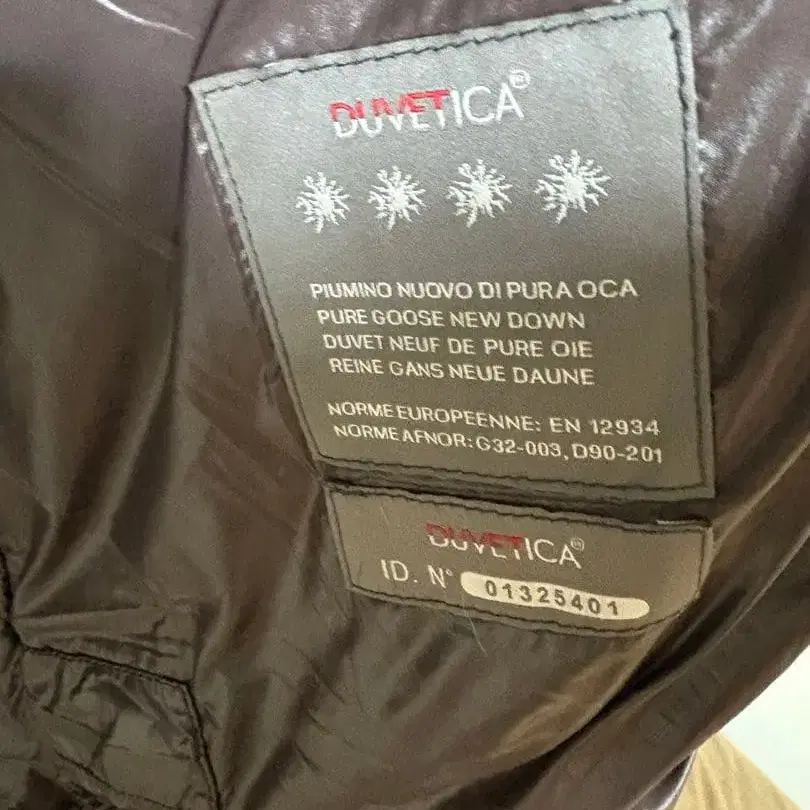 DUVETICA®
PIUMINO NUOVO DI PURA OCA
PURE GOOSE NEW DOWN
DUVET NEUF DE PURE OIE
REINE GANS NEUE DAUNE
NORME EUROPEENNE: EN 12934
NORME AFNOR: G32-003, D90-201
DUVETICA®
ID. N° 01325401